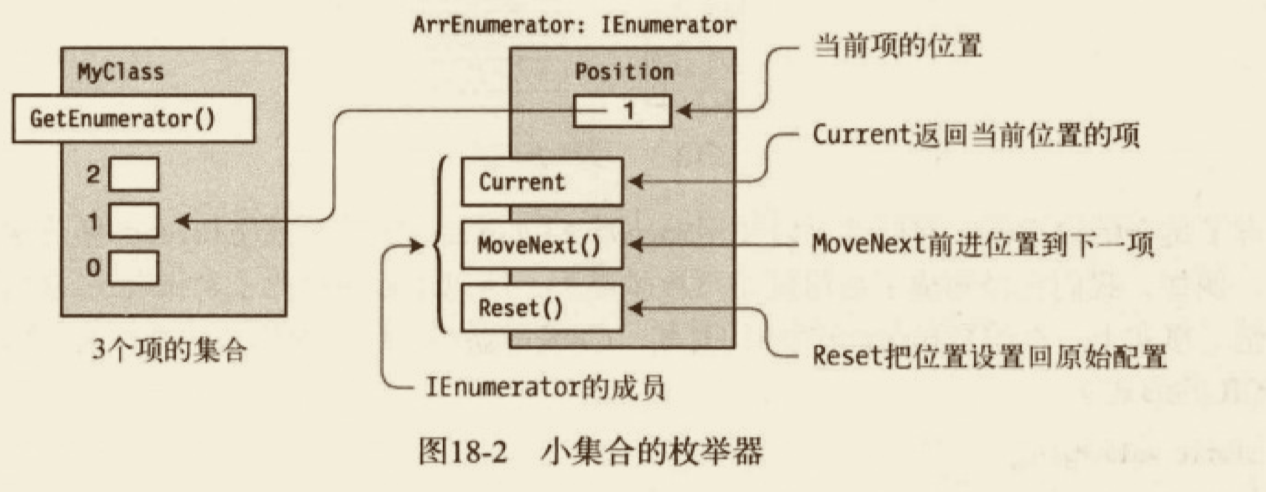 ArrEnumerator: IEnumerator
MyClass
GetEnumerator()
2
1
0
3个项的集合
Position
1
Current
MoveNext()
Reset()
IEnumerator的成员
当前项的位置
Current返回当前位置的项
MoveNext前进位置到下一项
Reset把位置设置回原始配置
图18-2 小集合的枚举器